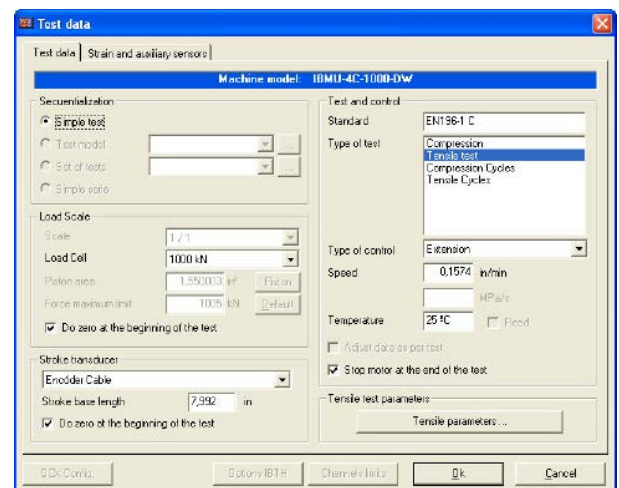 Test data
Test data
Strain and auxiliary sensors
Machine model: IBMU-4C-1000-DW
Secuentialization
Simple test
Test model
...
Set of tests
...
Simple serie
Load Scale
Scale
1 / 1
Load Cell
1000 kN
Piston area
1,550003 in²
Piston
Force maximum limit
1005 kN
Default
Do zero at the beginning of the test
Stroke transducer
Encóder Cable
Stroke base length
7,992 in
Do zero at the beginning of the test
Test and control
Standard
EN196-1 C
Type of test
Compression
Tensile test
Compression Cycles
Tensile Cycles
Type of control
Extension
Speed
0,1574 in/min
MPa/s
Temperature
25 ºC
Read
Adjust data as per test
Stop motor at the end of the test
Tensile test parameters
Tensile parameters ...
OCX Config.
Options IBTH
Channels limits
Ok
Cancel